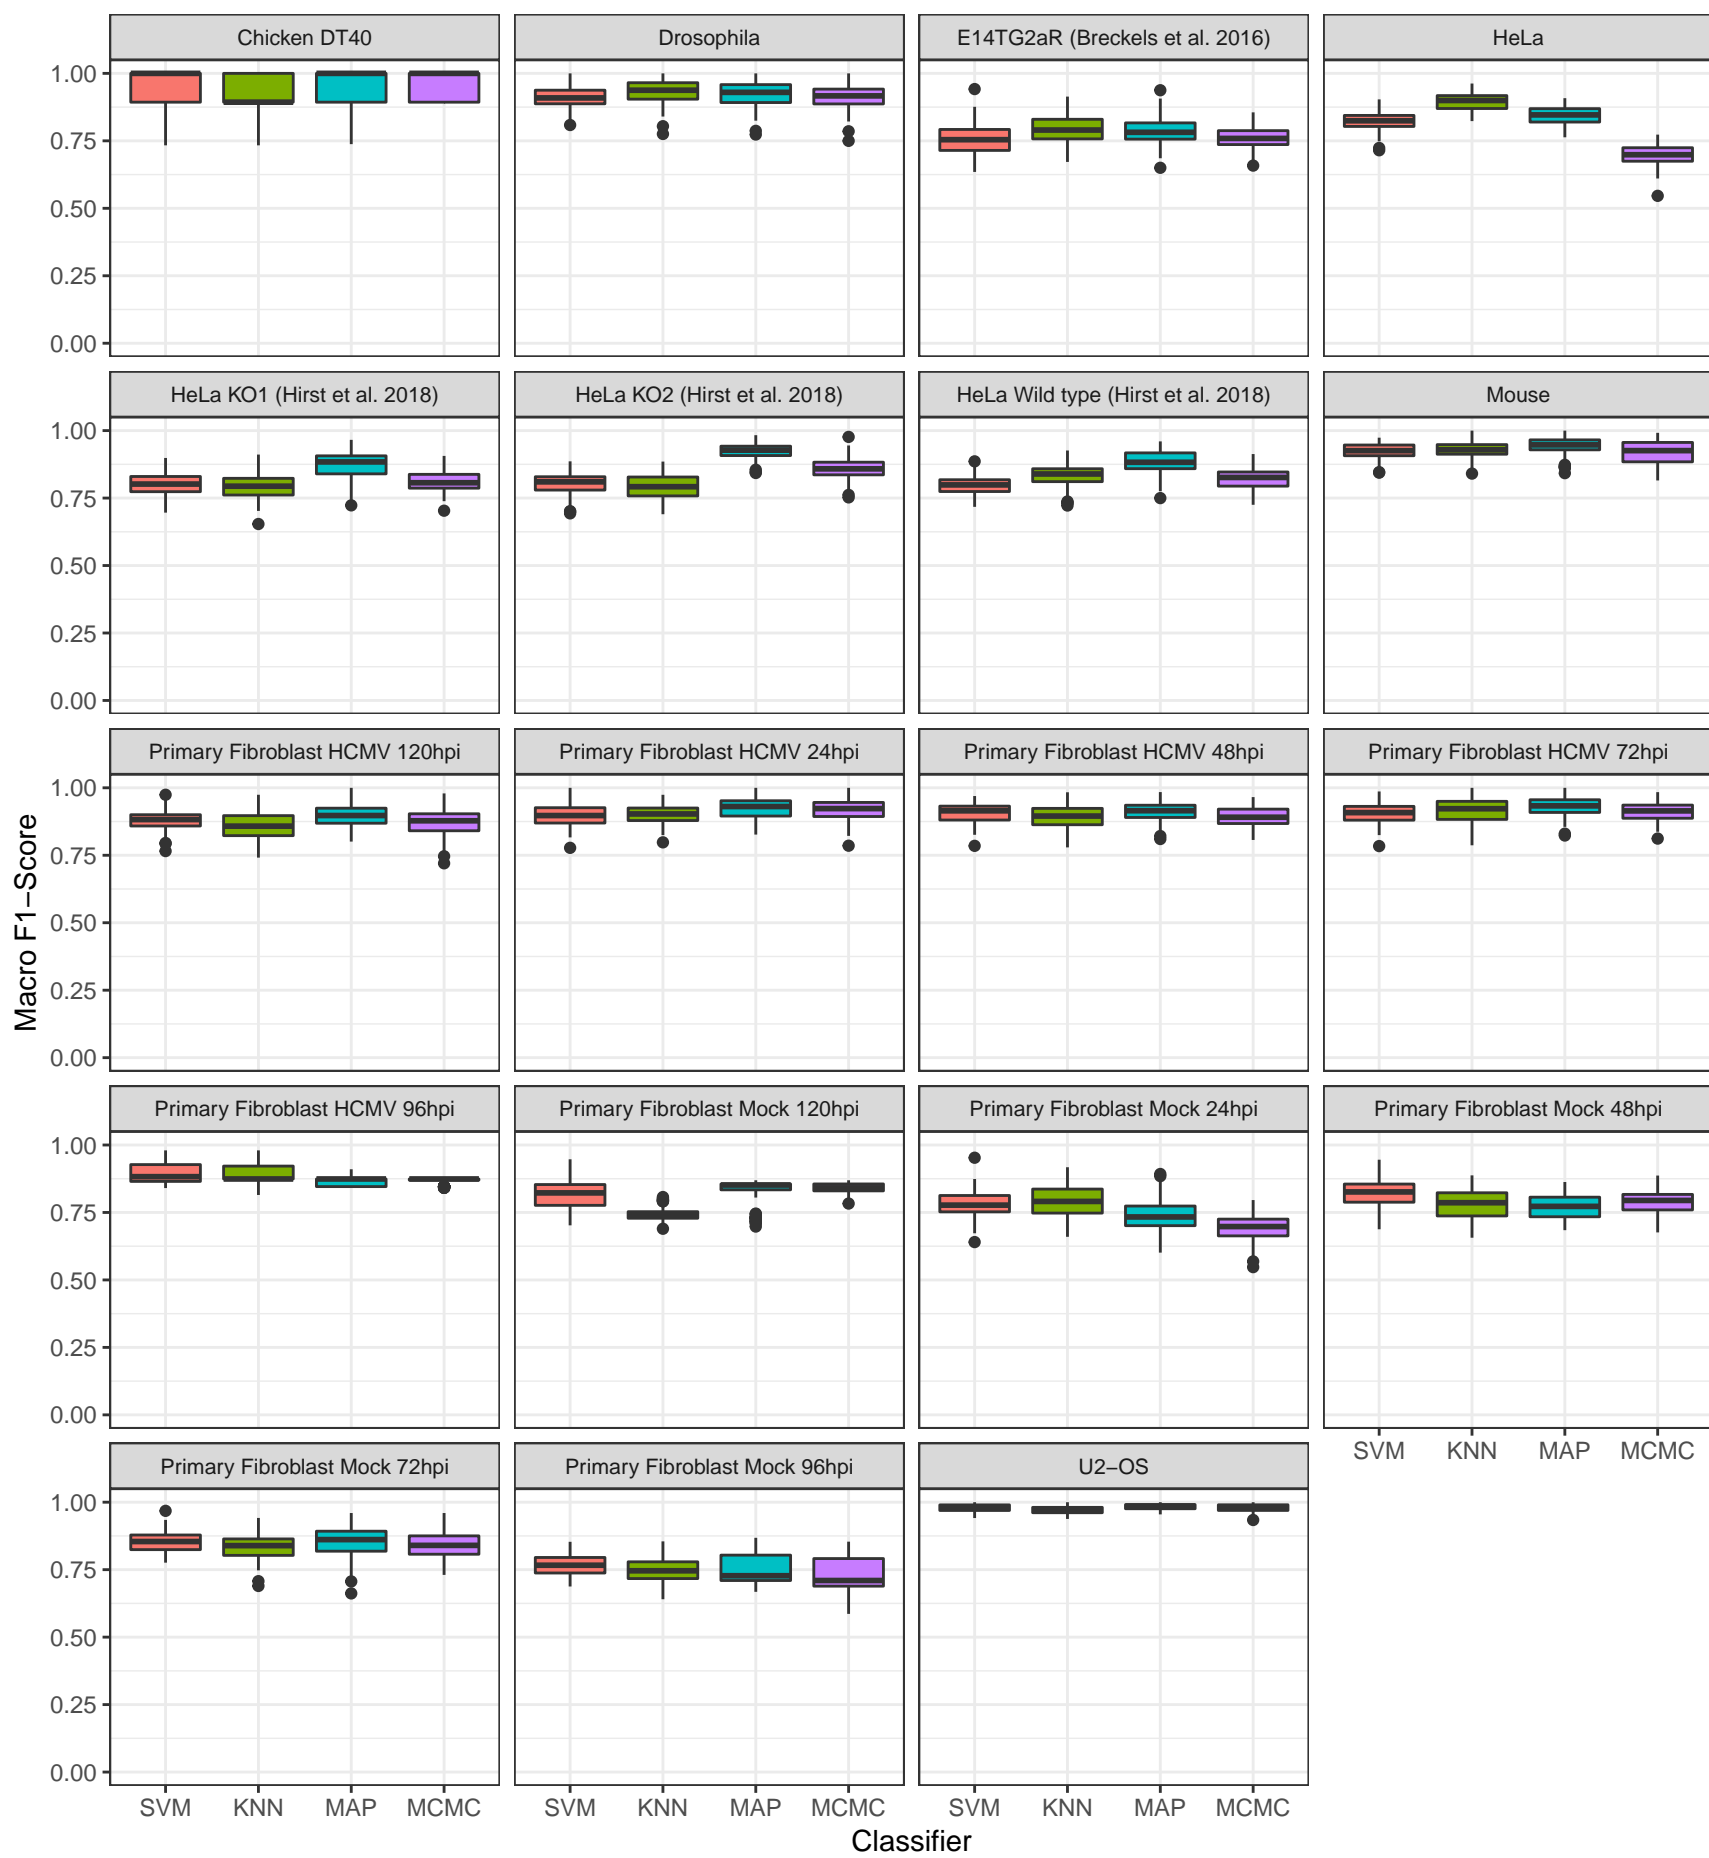 Chicken DT40
Drosophila
E14TG2aR (Breckels et al. 2016)
HeLa
1.00
0.75
0.50
0.25
0.00
HeLa KO1 (Hirst et al. 2018)
HeLa KO2 (Hirst et al. 2018)
HeLa Wild type (Hirst et al. 2018)
Mouse
1.00
0.75
0.50
0.25
0.00
Primary Fibroblast HCMV 120hpi
Primary Fibroblast HCMV 24hpi
Primary Fibroblast HCMV 48hpi
Primary Fibroblast HCMV 72hpi
1.00
0.75
0.50
0.25
0.00
Macro F1−Score
Primary Fibroblast HCMV 96hpi
Primary Fibroblast Mock 120hpi
Primary Fibroblast Mock 24hpi
Primary Fibroblast Mock 48hpi
1.00
0.75
0.50
0.25
0.00
SVM KNN MAP MCMC
Primary Fibroblast Mock 72hpi
Primary Fibroblast Mock 96hpi
U2−OS
1.00
0.75
0.50
0.25
0.00
SVM KNN MAP MCMC
SVM KNN MAP MCMC
SVM KNN MAP MCMC
Classifier